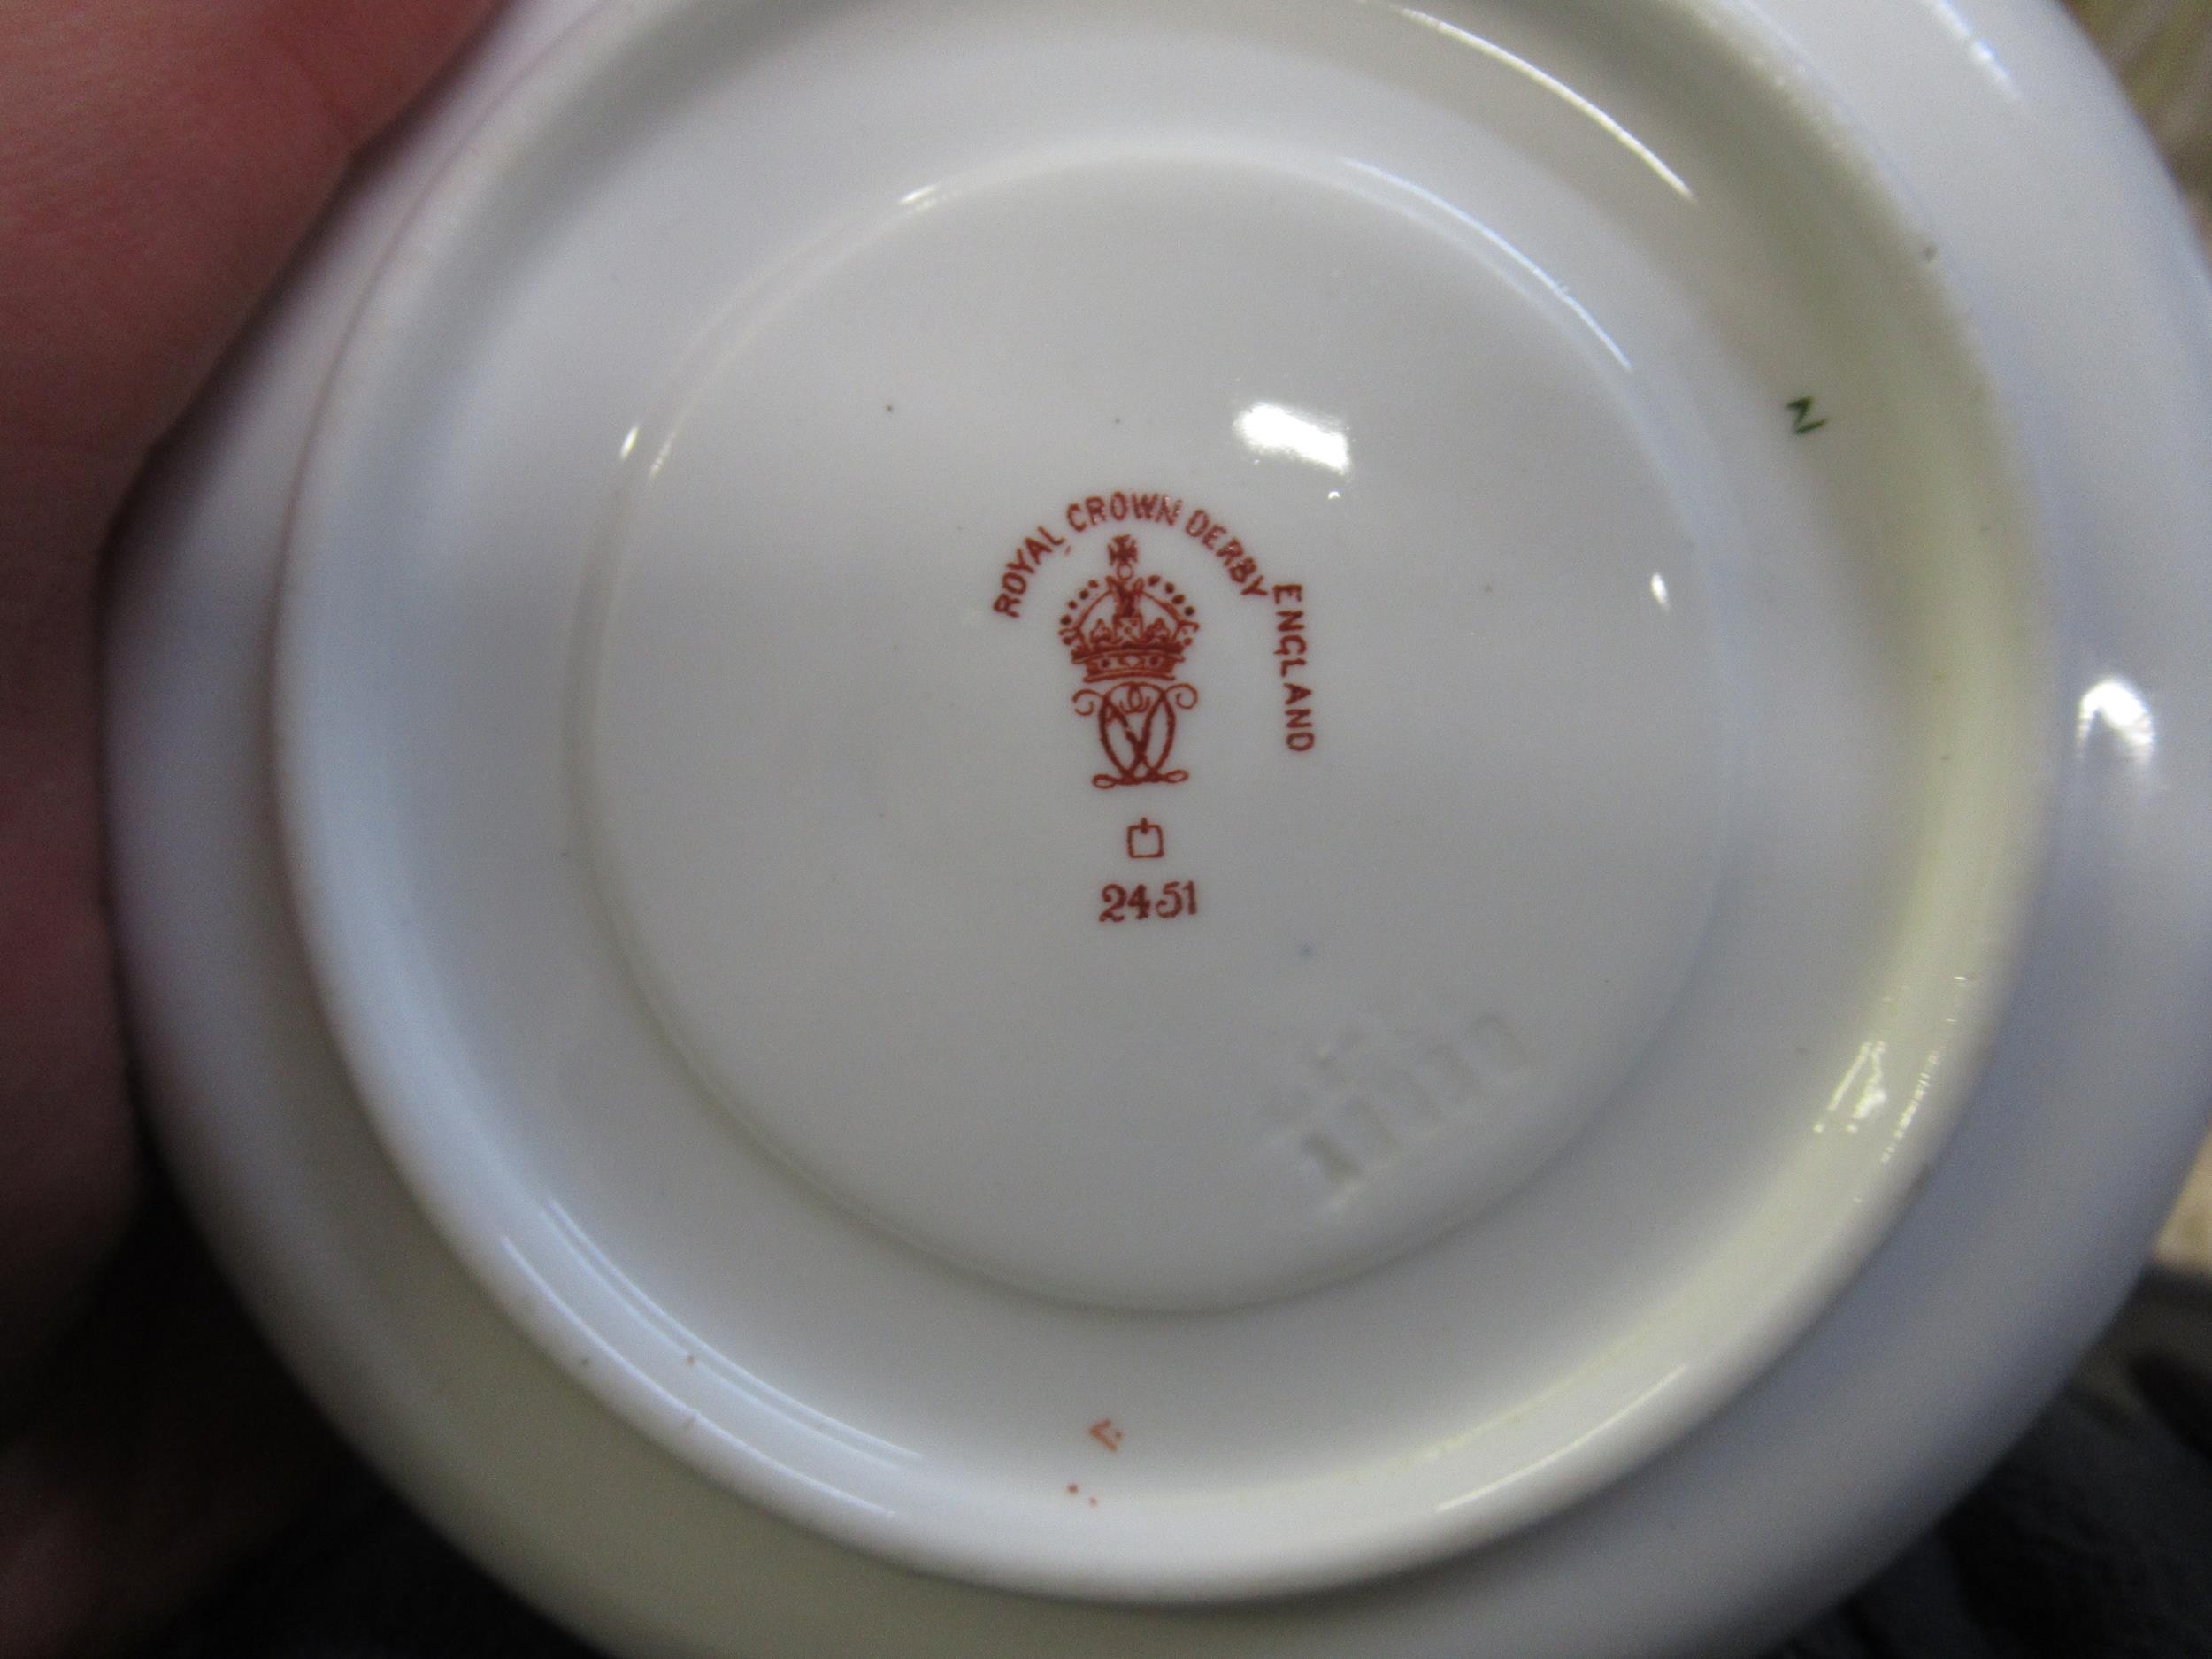 ROYAL CROWN DERBY
ENGLAND
2451
N